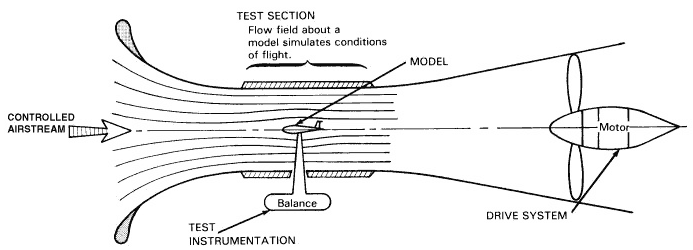 TEST SECTION
Flow field about a
model simulates conditions
of flight.
MODEL
CONTROLLED
AIRSTREAM
Motor
Balance
TEST
INSTRUMENTATION
DRIVE SYSTEM